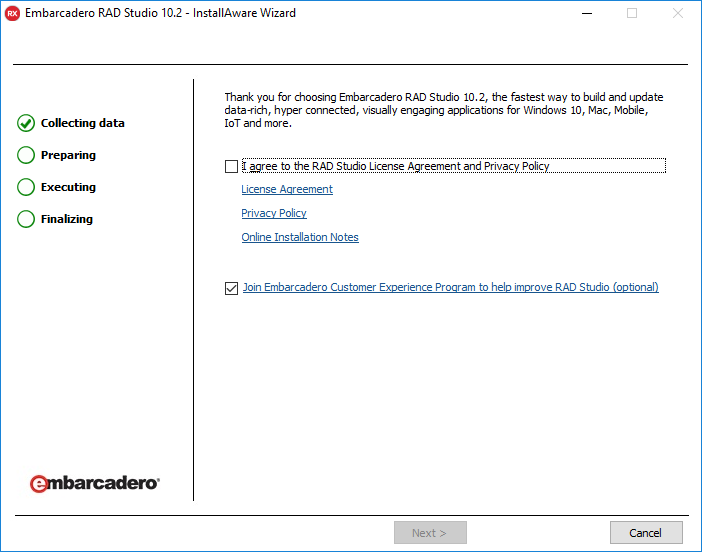 RX Embarcadero RAD Studio 10.2 - InstallAware Wizard
Collecting data
Preparing
Executing
Finalizing
Thank you for choosing Embarcadero RAD Studio 10.2, the fastest way to build and update
data-rich, hyper connected, visually engaging applications for Windows 10, Mac, Mobile,
IoT and more.
I agree to the RAD Studio License Agreement and Privacy Policy
License Agreement
Privacy Policy
Online Installation Notes
Join Embarcadero Customer Experience Program to help improve RAD Studio (optional)
embarcadero®
Next >
Cancel